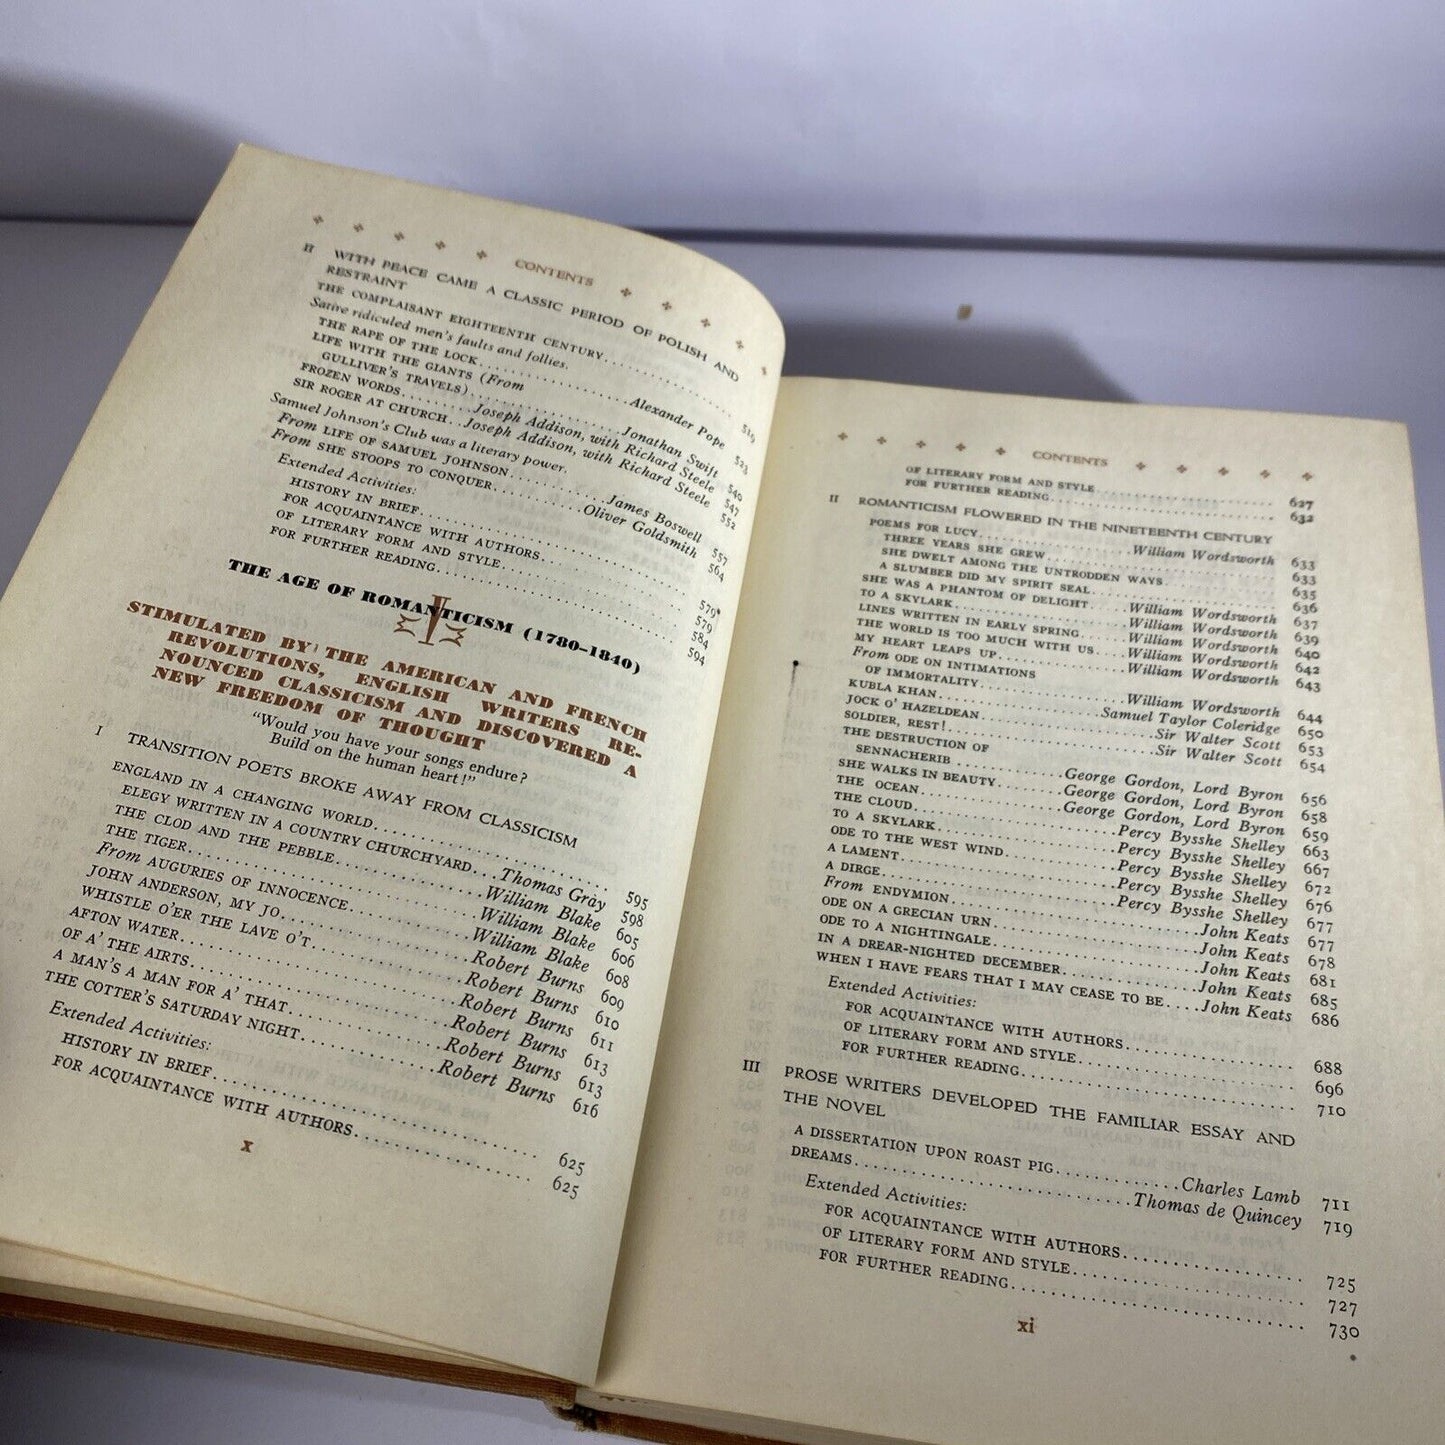 CONTENTS
II WITH PEACE CAME A CLASSIC PERIOD OF POLISH AND
RESTRAINT
THE COMPLAISANT EIGHTEENTH CENTURY.................. 519
Satire ridiculed men's faults and follies.
THE RAPE OF THE LOCK....................Alexander Pope 523
LIFE WITH THE GIANTS (From
GULLIVER'S TRAVELS)....................Jonathan Swift 540
FROZEN WORDS.........Joseph Addison, with Richard Steele 547
SIR ROGER AT CHURCH..Joseph Addison, with Richard Steele 552
Samuel Johnson's Club was a literary power.
From LIFE OF SAMUEL JOHNSON.............James Boswell 557
From SHE STOOPS TO CONQUER............Oliver Goldsmith 564
Extended Activities:
HISTORY IN BRIEF.................... 579
FOR ACQUAINTANCE WITH AUTHORS.................... 579
OF LITERARY FORM AND STYLE.................... 584
FOR FURTHER READING.................... 594
THE AGE OF ROMANTICISM (1780-1840)
STIMULATED BY THE AMERICAN AND FRENCH
REVOLUTIONS, ENGLISH WRITERS RE-
NOUNCED CLASSICISM AND DISCOVERED A
NEW FREEDOM OF THOUGHT
"Would you have your songs endure?
Build on the human heart!"
I TRANSITION POETS BROKE AWAY FROM CLASSICISM
ENGLAND IN A CHANGING WORLD.................... 595
ELEGY WRITTEN IN A COUNTRY CHURCHYARD...Thomas Gray 598
THE CLOD AND THE PEBBLE....................William Blake 605
THE TIGER....................William Blake 606
From AUGURIES OF INNOCENCE....................William Blake 608
JOHN ANDERSON, MY JO....................Robert Burns 609
WHISTLE O'ER THE LAVE O'T....................Robert Burns 610
AFTON WATER....................Robert Burns 611
OF A' THE AIRTS....................Robert Burns 613
A MAN'S A MAN FOR A' THAT....................Robert Burns 613
THE COTTER'S SATURDAY NIGHT....................Robert Burns 616
Extended Activities:
HISTORY IN BRIEF.................... 625
FOR ACQUAINTANCE WITH AUTHORS.................... 625
x
CONTENTS
OF LITERARY FORM AND STYLE.................... 627
FOR FURTHER READING.................... 632
II ROMANTICISM FLOWERED IN THE NINETEENTH CENTURY
POEMS FOR LUCY....................William Wordsworth 633
THREE YEARS SHE GREW.................... 633
SHE DWELT AMONG THE UNTRODDEN WAYS.................... 635
A SLUMBER DID MY SPIRIT SEAL.................... 636
SHE WAS A PHANTOM OF DELIGHT.....William Wordsworth 637
TO A SKYLARK....................William Wordsworth 639
LINES WRITTEN IN EARLY SPRING......William Wordsworth 640
THE WORLD IS TOO MUCH WITH US....William Wordsworth 642
MY HEART LEAPS UP....................William Wordsworth 643
From ODE ON INTIMATIONS
OF IMMORTALITY....................William Wordsworth 644
KUBLA KHAN....................Samuel Taylor Coleridge 650
JOCK O' HAZELDEAN....................Sir Walter Scott 653
SOLDIER, REST!....................Sir Walter Scott 654
THE DESTRUCTION OF
SENNACHERIB.............George Gordon, Lord Byron 656
SHE WALKS IN BEAUTY........George Gordon, Lord Byron 658
THE OCEAN....................George Gordon, Lord Byron 659
THE CLOUD....................Percy Bysshe Shelley 663
TO A SKYLARK....................Percy Bysshe Shelley 667
ODE TO THE WEST WIND.............Percy Bysshe Shelley 672
A LAMENT....................Percy Bysshe Shelley 676
A DIRGE....................Percy Bysshe Shelley 677
From ENDYMION....................John Keats 677
ODE ON A GRECIAN URN....................John Keats 678
ODE TO A NIGHTINGALE....................John Keats 681
IN A DREAR-NIGHTED DECEMBER....................John Keats 685
WHEN I HAVE FEARS THAT I MAY CEASE TO BE....John Keats 686
Extended Activities:
FOR ACQUAINTANCE WITH AUTHORS.................... 688
OF LITERARY FORM AND STYLE.................... 696
FOR FURTHER READING.................... 710
III PROSE WRITERS DEVELOPED THE FAMILIAR ESSAY AND
THE NOVEL
A DISSERTATION UPON ROAST PIG.............Charles Lamb 711
DREAMS....................Thomas de Quincey 719
Extended Activities:
FOR ACQUAINTANCE WITH AUTHORS.................... 725
OF LITERARY FORM AND STYLE.................... 727
FOR FURTHER READING.................... 730
xi